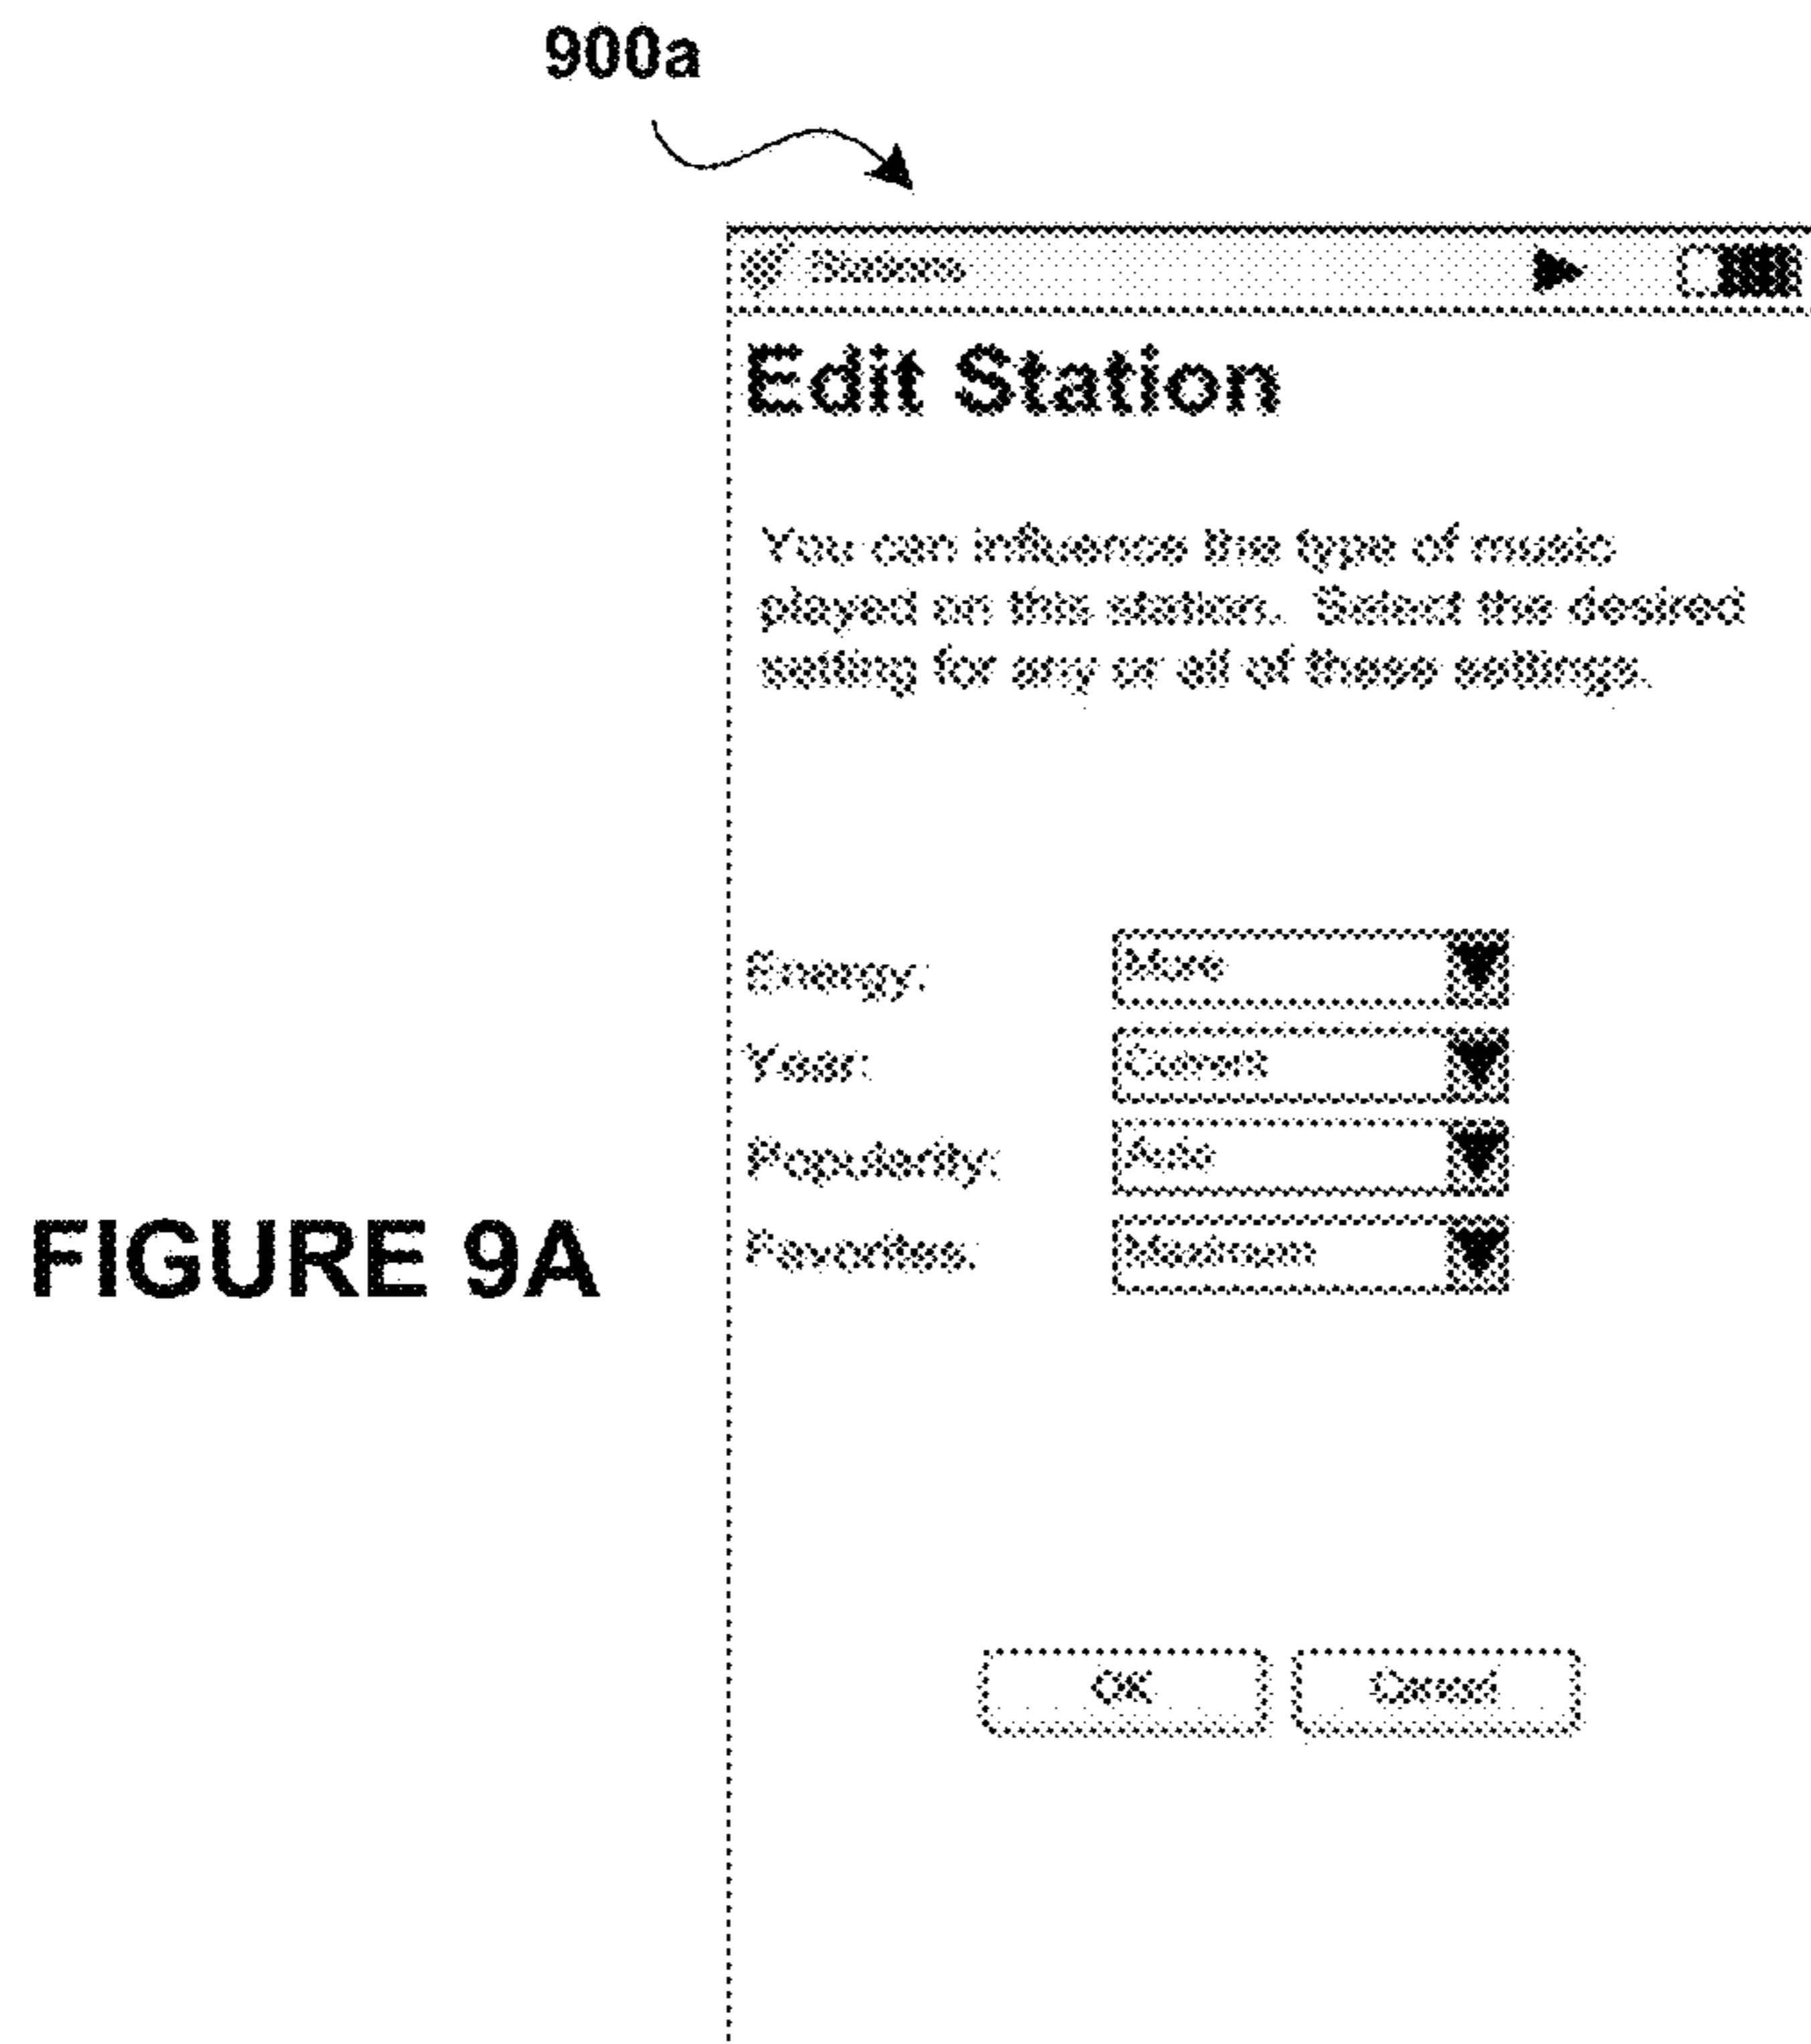 900a
Stations
Edit Station
You can influence the type of music
played on this station. Select the desired
setting for any or all of these settings.
Energy: More
Year: Current
Popularity: Auto
Favorites: Maximum
FIGURE 9A
OK Cancel